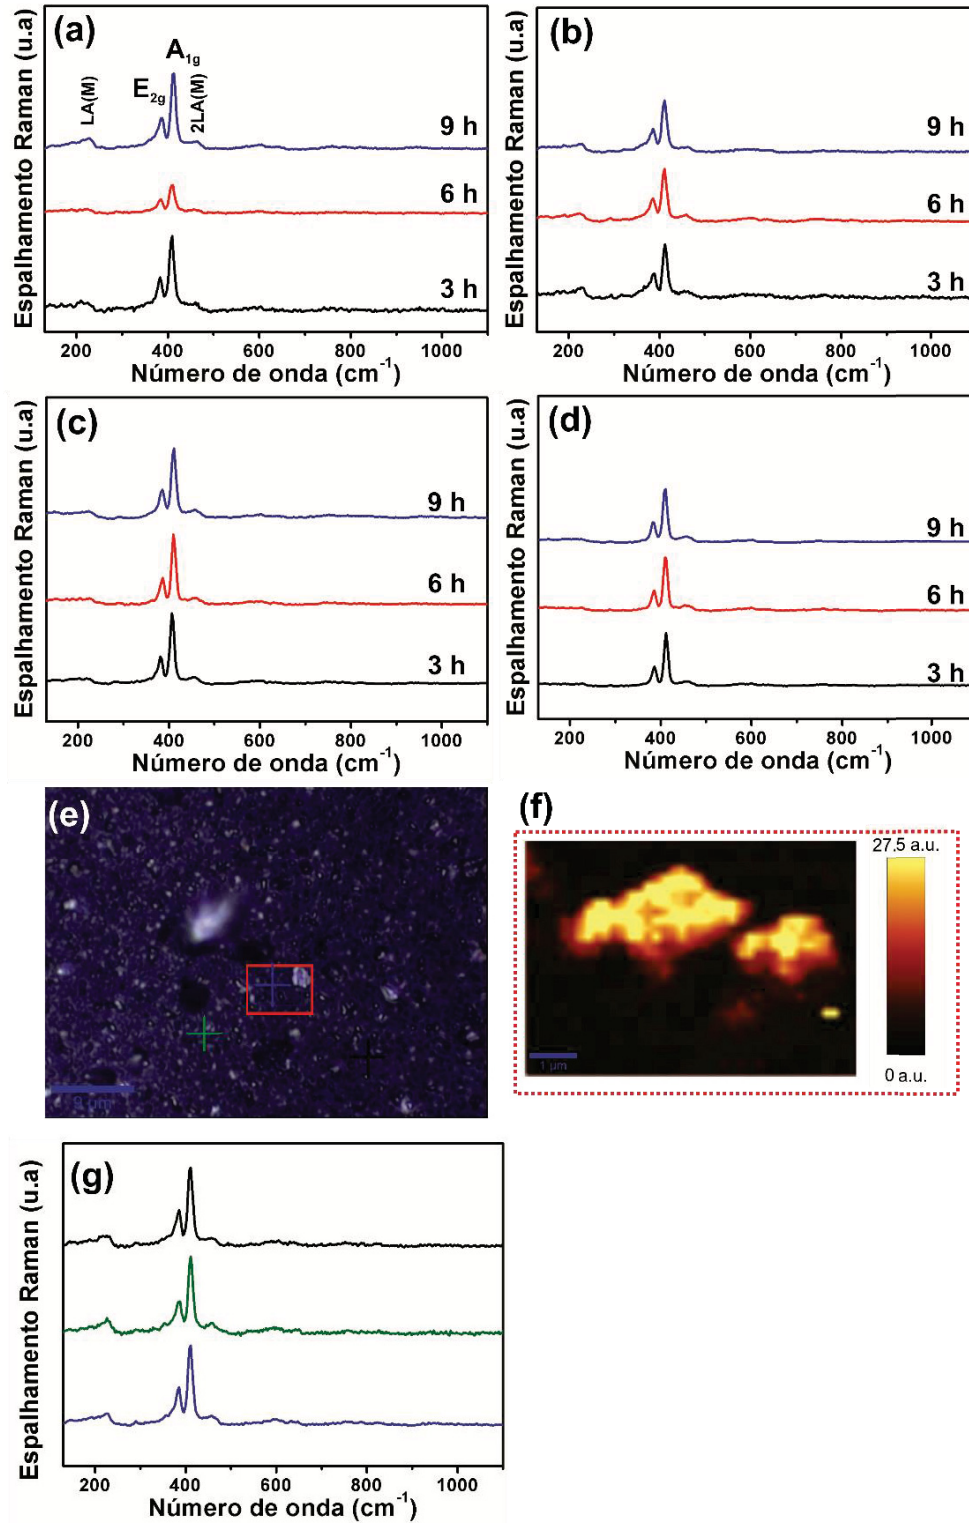 (a)
Espalhamento Raman (u.a)
LA(M)
E2g
A1g
2LA(M)
9 h
6 h
3 h
200 400 600 800 1000
Número de onda (cm-1)
(b)
Espalhamento Raman (u.a)
9 h
6 h
3 h
200 400 600 800 1000
Número de onda (cm-1)
(c)
Espalhamento Raman (u.a)
9 h
6 h
3 h
200 400 600 800 1000
Número de onda (cm-1)
(d)
Espalhamento Raman (u.a)
9 h
6 h
3 h
200 400 600 800 1000
Número de onda (cm-1)
(e)
9 µm
(f)
27.5 a.u.
0 a.u.
1 µm
(g)
Espalhamento Raman (u.a)
200 400 600 800 1000
Número de onda (cm-1)